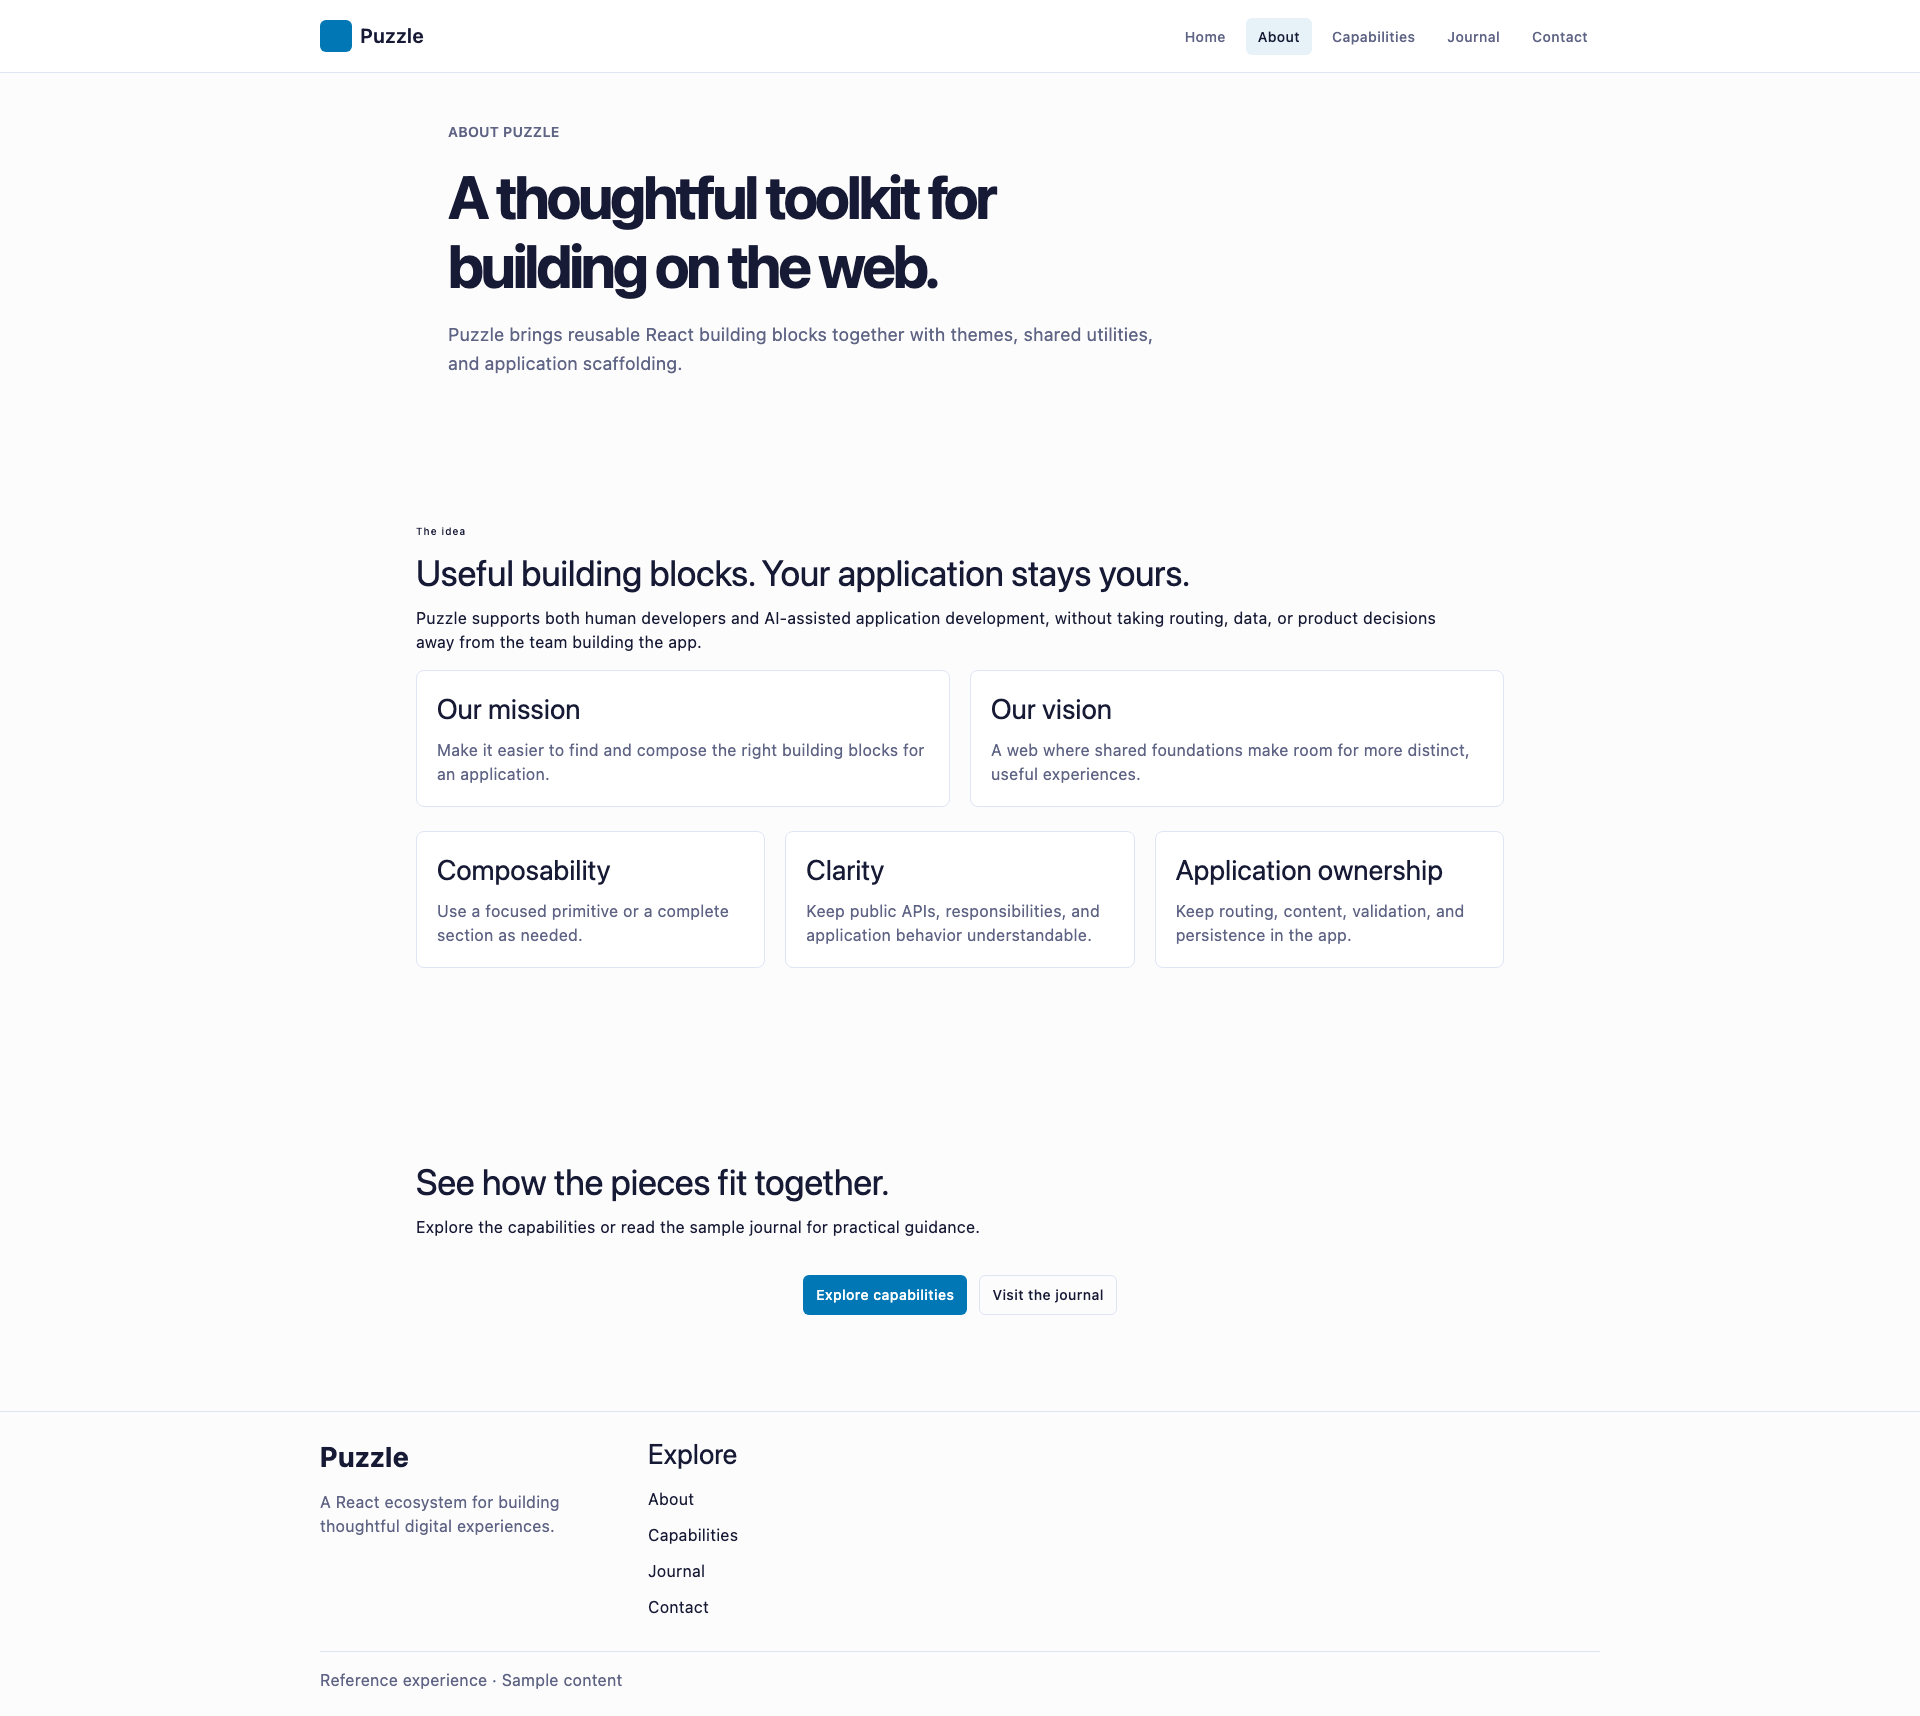 Puzzle
Home About Capabilities Journal Contact
ABOUT PUZZLE
A thoughtful toolkit for
building on the web.
Puzzle brings reusable React building blocks together with themes, shared utilities,
and application scaffolding.
The idea
Useful building blocks. Your application stays yours.
Puzzle supports both human developers and AI-assisted application development, without taking routing, data, or product decisions
away from the team building the app.
Our mission
Make it easier to find and compose the right building blocks for
an application.
Our vision
A web where shared foundations make room for more distinct,
useful experiences.
Composability
Use a focused primitive or a complete
section as needed.
Clarity
Keep public APIs, responsibilities, and
application behavior understandable.
Application ownership
Keep routing, content, validation, and
persistence in the app.
See how the pieces fit together.
Explore the capabilities or read the sample journal for practical guidance.
Explore capabilities
Visit the journal
Puzzle
A React ecosystem for building
thoughtful digital experiences.
Explore
About
Capabilities
Journal
Contact
Reference experience · Sample content